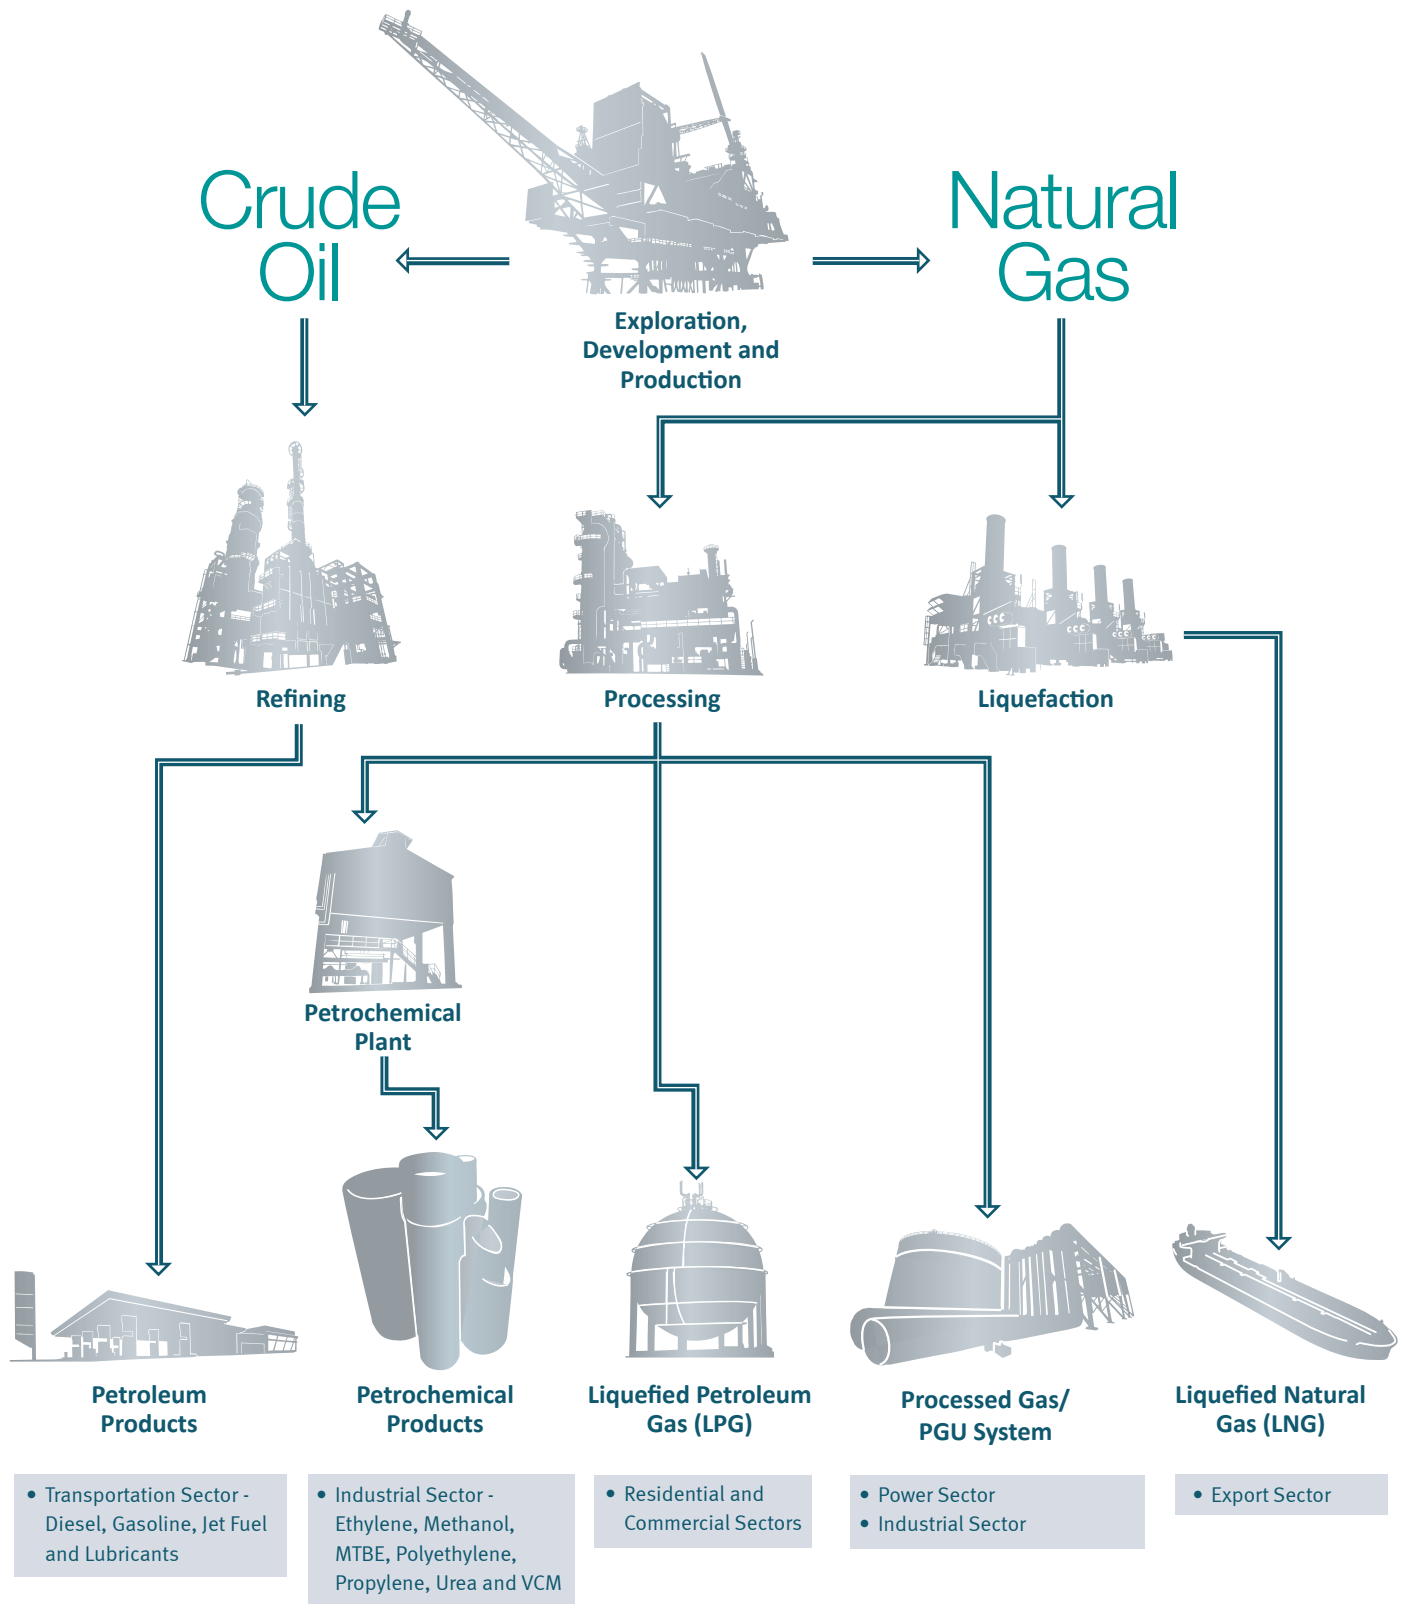 Crude
Oil
Natural
Gas
Exploration,
Development and
Production
Refining
Processing
Liquefaction
Petrochemical
Plant
Petroleum
Products
Petrochemical
Products
Liquefied Petroleum
Gas (LPG)
Processed Gas/
PGU System
Liquefied Natural
Gas (LNG)
• Transportation Sector -
Diesel, Gasoline, Jet Fuel
and Lubricants
• Industrial Sector -
Ethylene, Methanol,
MTBE, Polyethylene,
Propylene, Urea and VCM
• Residential and
Commercial Sectors
• Power Sector
• Industrial Sector
• Export Sector